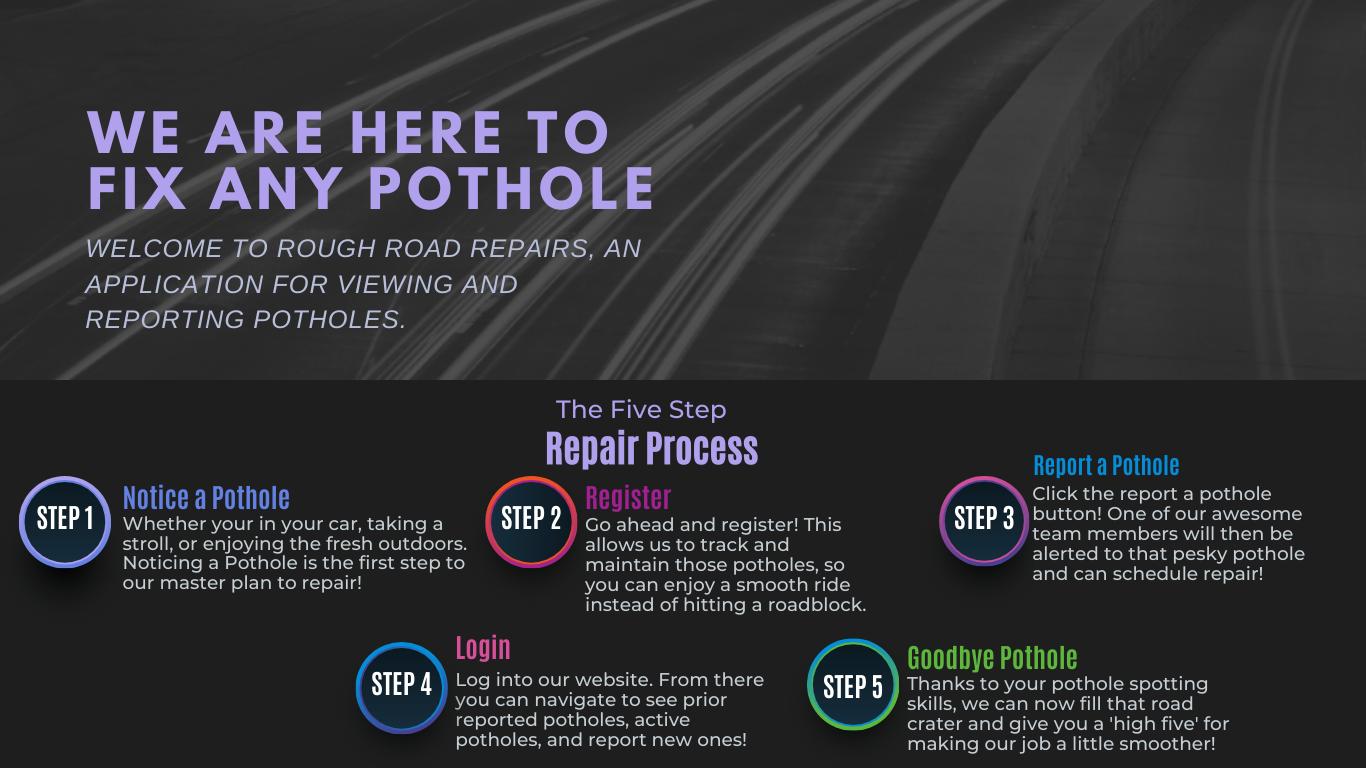 WE ARE HERE TO
FIX ANY POTHOLE
WELCOME TO ROUGH ROAD REPAIRS, AN
APPLICATION FOR VIEWING AND
REPORTING POTHOLES.
The Five Step
Repair Process
STEP 1
Notice a Pothole
Whether your in your car, taking a
stroll, or enjoying the fresh outdoors.
Noticing a Pothole is the first step to
our master plan to repair!
STEP 2
Register
Go ahead and register! This
allows us to track and
maintain those potholes, so
you can enjoy a smooth ride
instead of hitting a roadblock.
STEP 3
Report a Pothole
Click the report a pothole
button! One of our awesome
team members will then be
alerted to that pesky pothole
and can schedule repair!
STEP 4
Login
Log into our website. From there
you can navigate to see prior
reported potholes, active
potholes, and report new ones!
STEP 5
Goodbye Pothole
Thanks to your pothole spotting
skills, we can now fill that road
crater and give you a 'high five' for
making our job a little smoother!